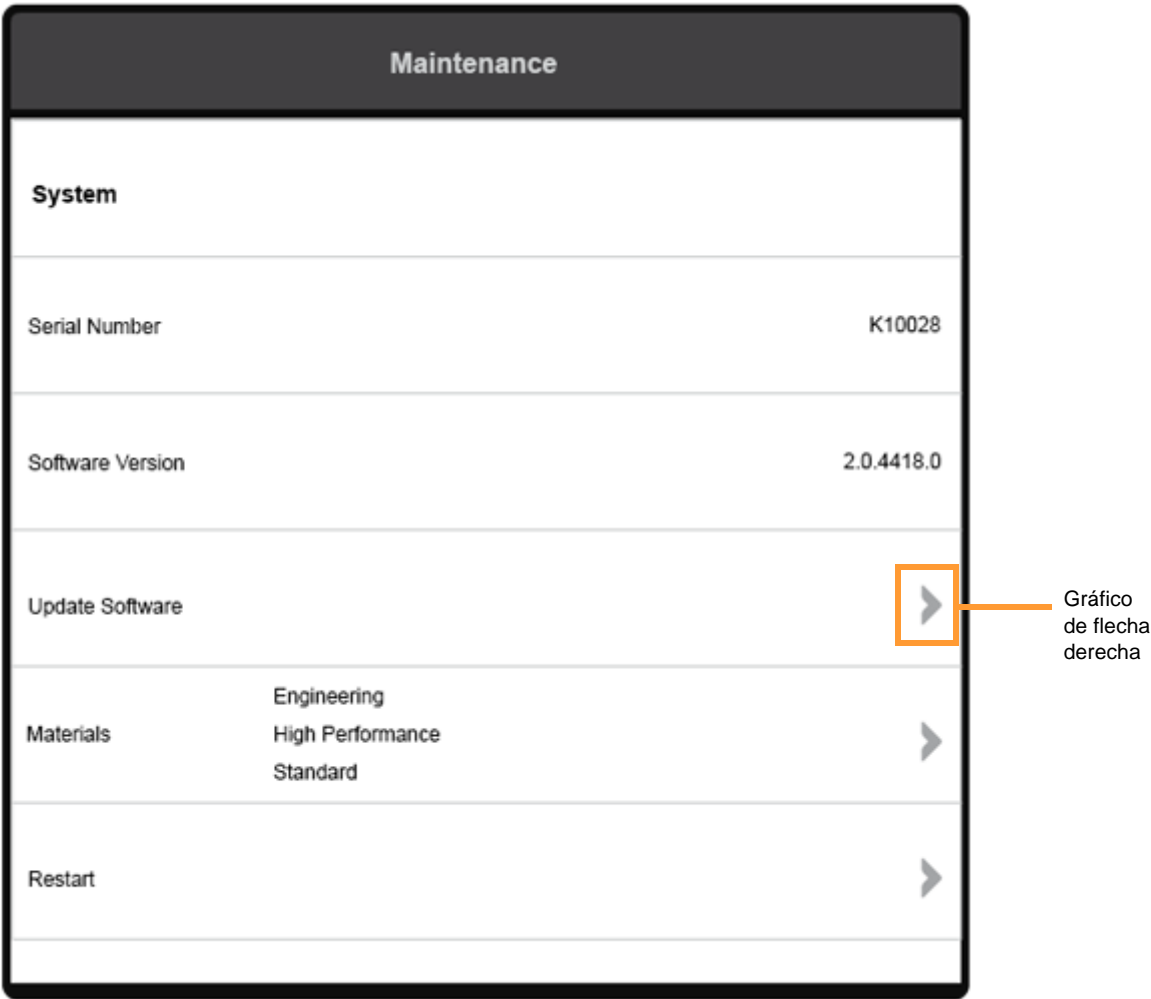 Maintenance
System
Serial Number K10028
Software Version 2.0.4418.0
Update Software
Gráfico
de flecha
derecha
Materials
Engineering
High Performance
Standard
Restart